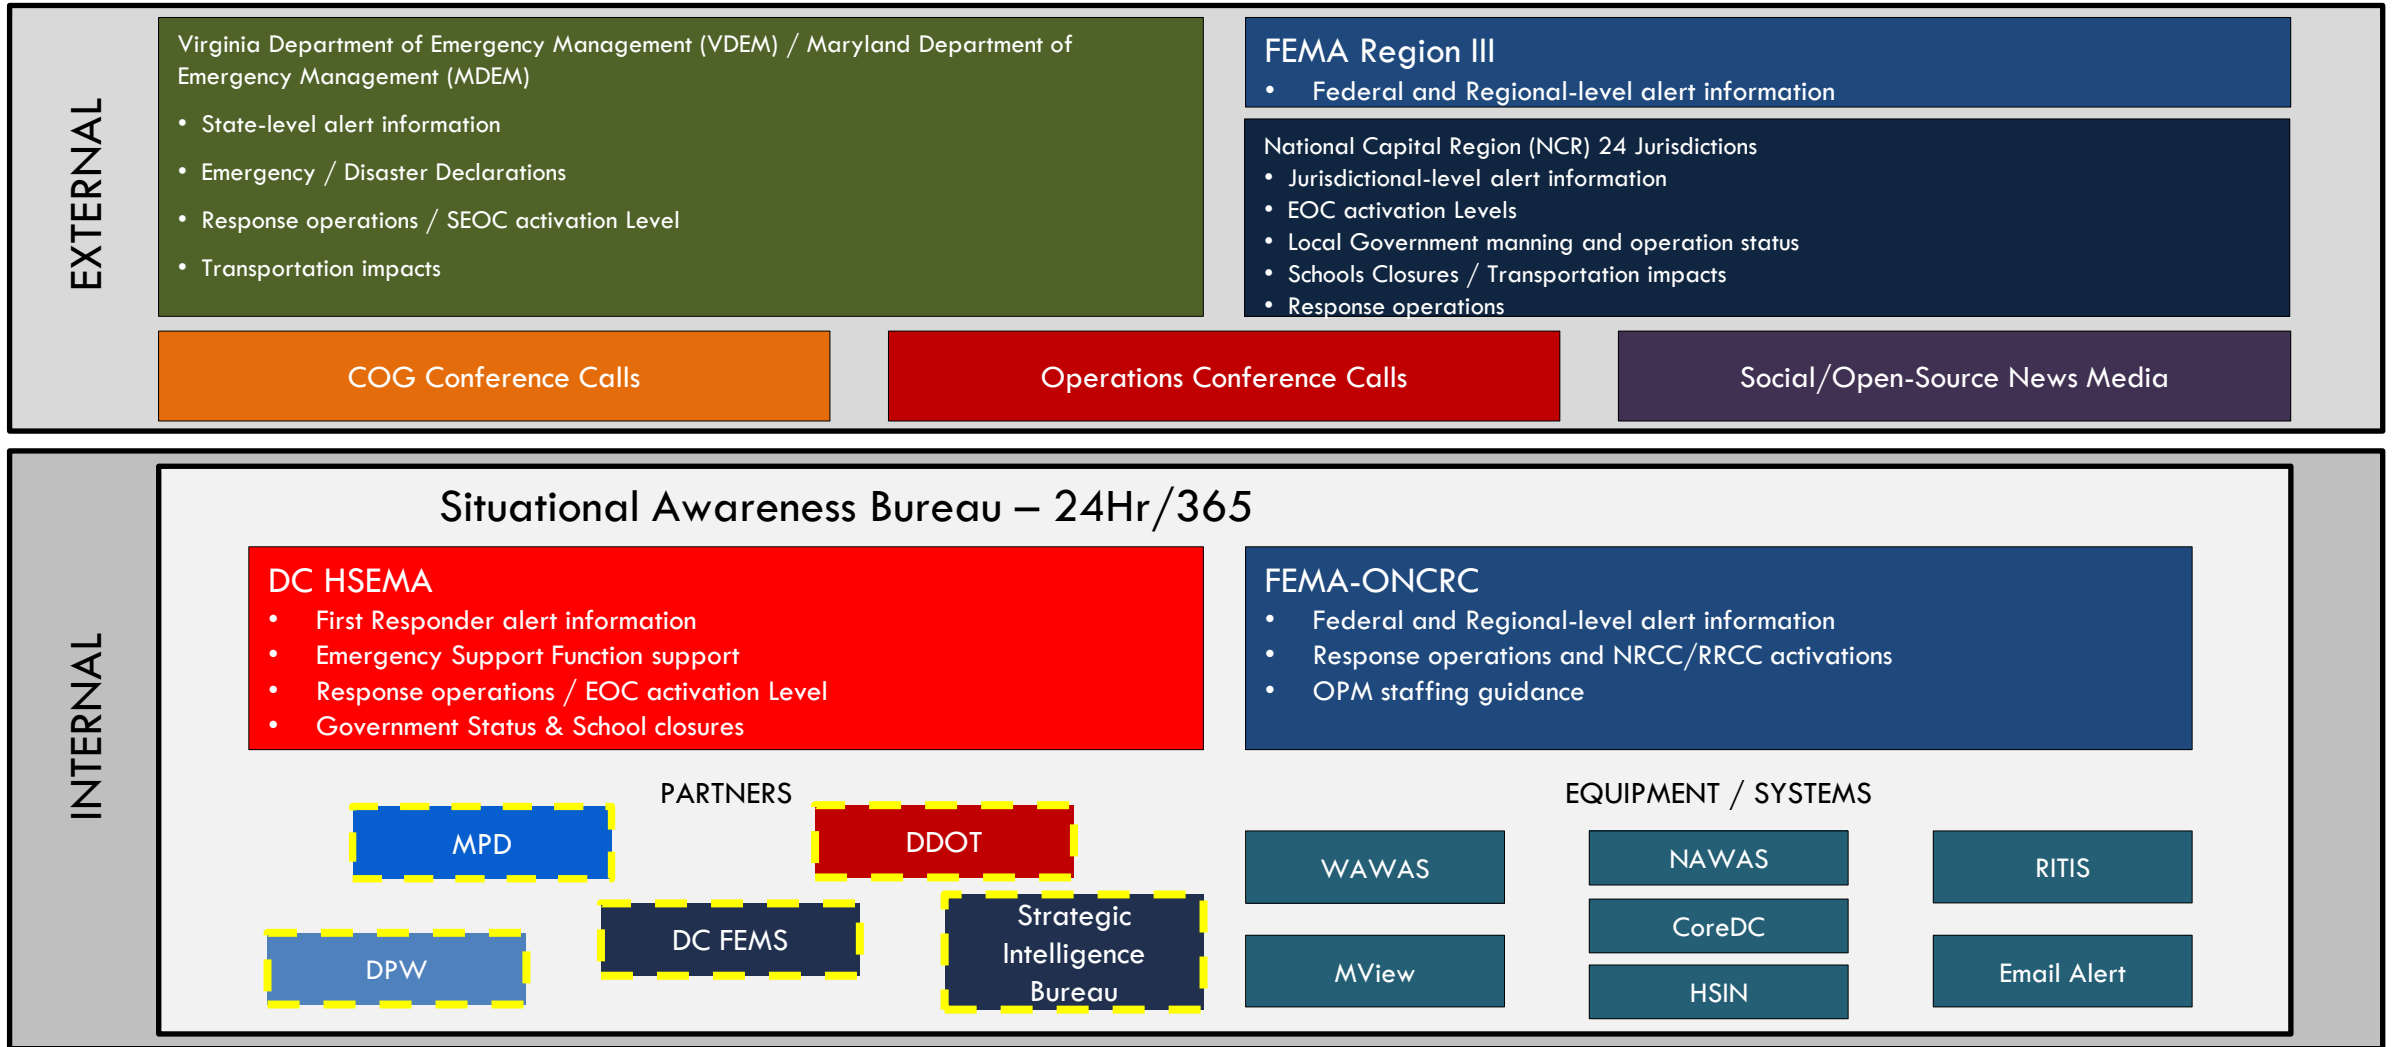 EXTERNAL
Virginia Department of Emergency Management (VDEM) / Maryland Department of
Emergency Management (MDEM)
• State-level alert information
• Emergency / Disaster Declarations
• Response operations / SEOC activation Level
• Transportation impacts
FEMA Region III
• Federal and Regional-level alert information
National Capital Region (NCR) 24 Jurisdictions
• Jurisdictional-level alert information
• EOC activation Levels
• Local Government manning and operation status
• Schools Closures / Transportation impacts
• Response operations
COG Conference Calls
Operations Conference Calls
Social/Open-Source News Media
INTERNAL
Situational Awareness Bureau – 24Hr/365
DC HSEMA
• First Responder alert information
• Emergency Support Function support
• Response operations / EOC activation Level
• Government Status & School closures
FEMA-ONCRC
• Federal and Regional-level alert information
• Response operations and NRCC/RRCC activations
• OPM staffing guidance
PARTNERS
MPD
DDOT
DPW
DC FEMS
Strategic
Intelligence
Bureau
EQUIPMENT / SYSTEMS
WAWAS
NAWAS
RITIS
CoreDC
MView
HSIN
Email Alert